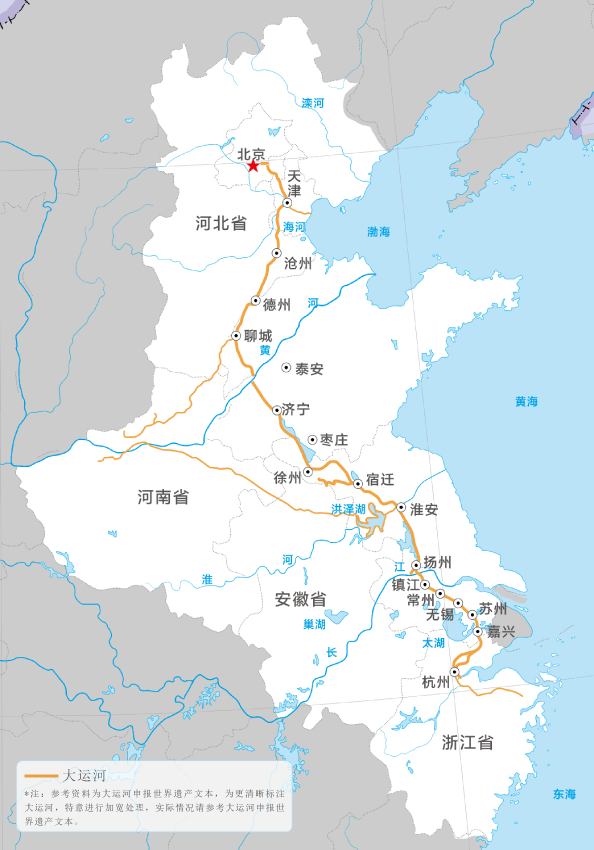 滦河
北京
天
津
河北省
海河
渤海
沧州
河
德州
聊城
黄
泰安
黄海
济宁
枣庄
徐州
宿迁
河南省
洪泽湖
淮安
河
江
扬州
淮
镇江
安徽省
常州
无锡
苏州
巢湖
嘉兴
太湖
长
杭州
浙江省
大运河
*注：参考资料为大运河申报世界遗产文本，为更清晰标注
大运河，特意进行加宽处理，实际情况请参考大运河申报世
界遗产文本。
东海